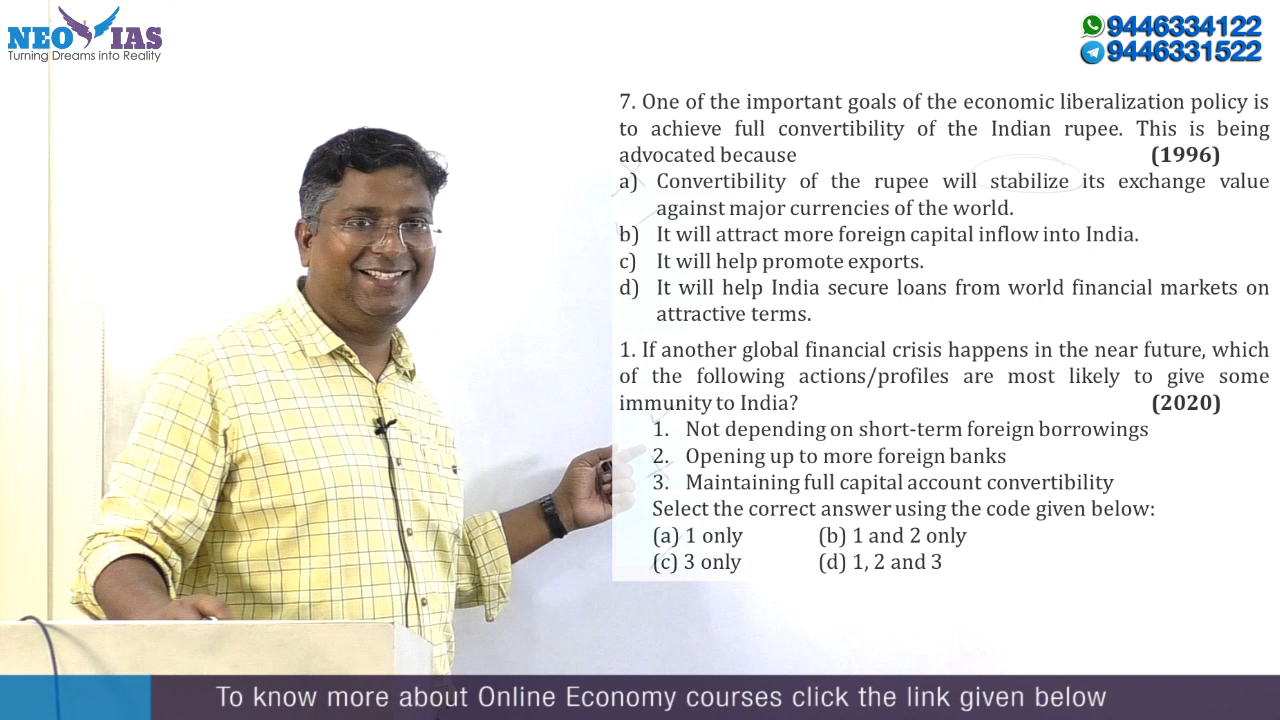 NEO IAS
Turning Dreams into Reality
9446334122
9446331522
7. One of the important goals of the economic liberalization policy is
to achieve full convertibility of the Indian rupee. This is being
advocated because (1996)
a) Convertibility of the rupee will stabilize its exchange value
against major currencies of the world.
b) It will attract more foreign capital inflow into India.
c) It will help promote exports.
d) It will help India secure loans from world financial markets on
attractive terms.
1. If another global financial crisis happens in the near future, which
of the following actions/profiles are most likely to give some
immunity to India? (2020)
1. Not depending on short-term foreign borrowings
2. Opening up to more foreign banks
3. Maintaining full capital account convertibility
Select the correct answer using the code given below:
(a) 1 only (b) 1 and 2 only
(c) 3 only (d) 1, 2 and 3
To know more about Online Economy courses click the link given below